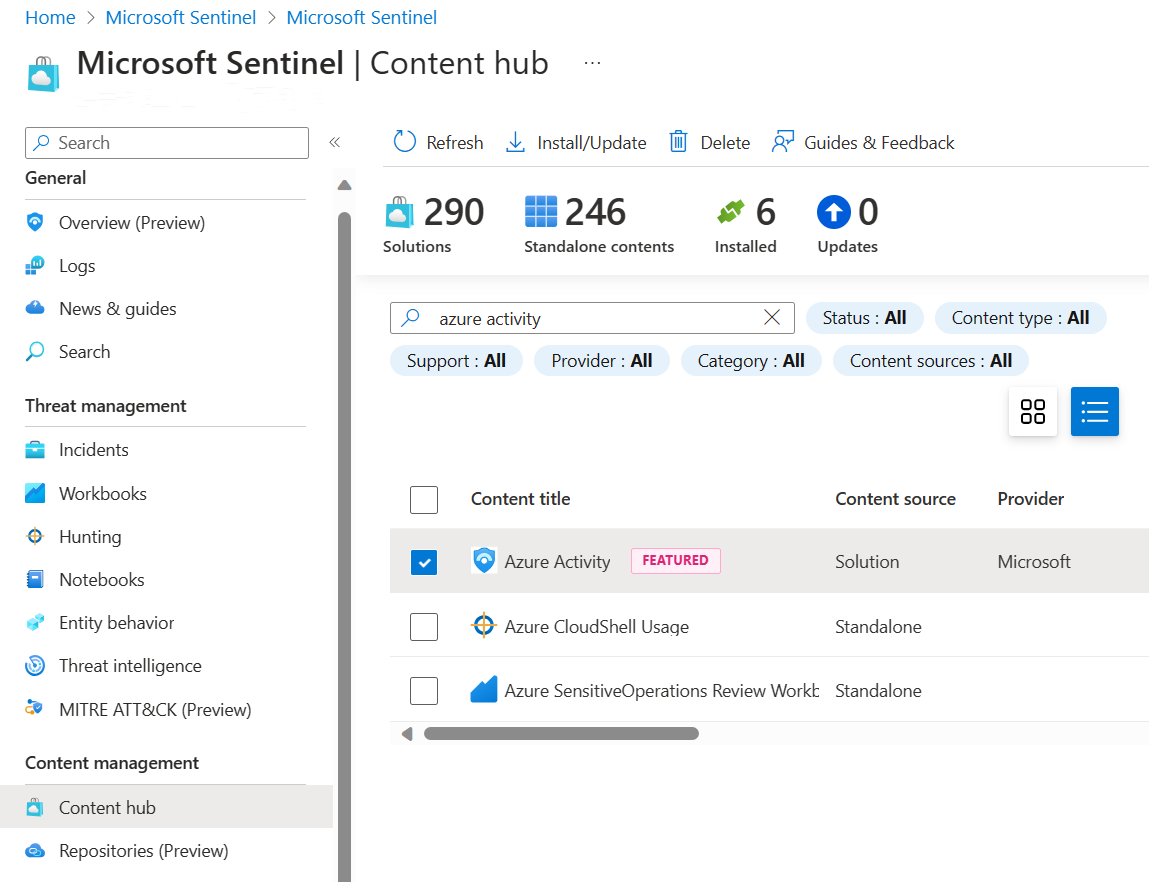 Home > Microsoft Sentinel > Microsoft Sentinel
Microsoft Sentinel | Content hub ...
Search «
General
Overview (Preview)
Logs
News & guides
Search
Threat management
Incidents
Workbooks
Hunting
Notebooks
Entity behavior
Threat intelligence
MITRE ATT&CK (Preview)
Content management
Content hub
Repositories (Preview)
Refresh Install/Update Delete Guides & Feedback
290 246 6 0
Solutions Standalone contents Installed Updates
azure activity Status : All Content type : All
Support : All Provider : All Category : All Content sources : All
Content title Content source Provider
Azure Activity FEATURED Solution Microsoft
Azure CloudShell Usage Standalone
Azure SensitiveOperations Review Workb Standalone